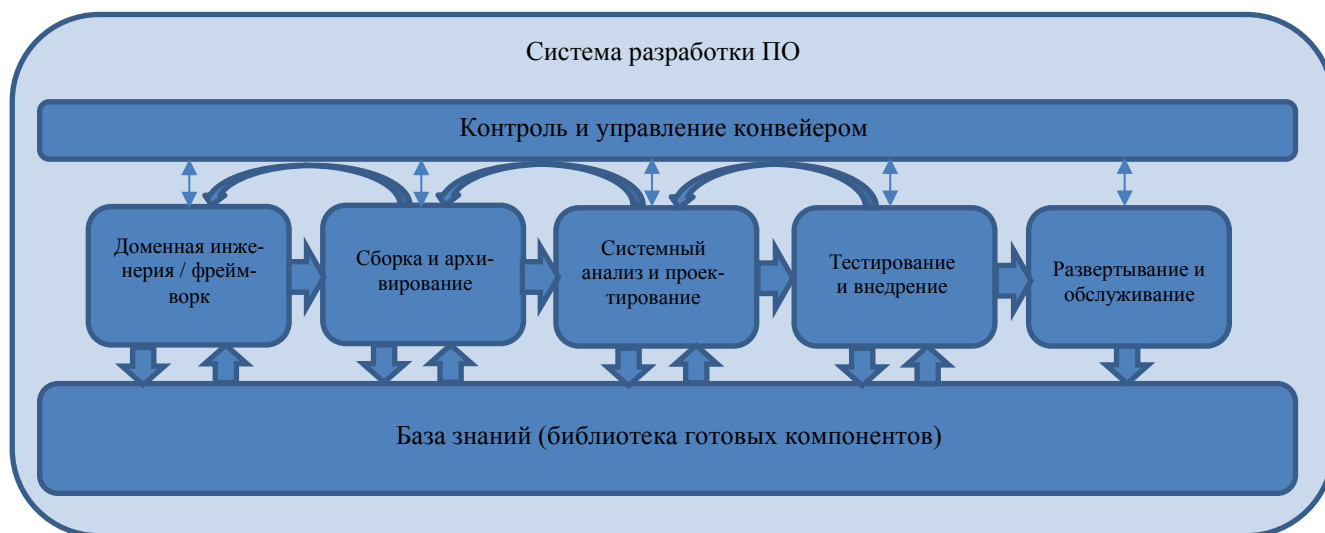 Система разработки ПО
Контроль и управление конвейером
Доменная инже-
нерия / фрейм-
ворк
Сборка и архи-
вирование
Системный
анализ и проек-
тирование
Тестирование
и внедрение
Развертывание и
обслуживание
База знаний (библиотека готовых компонентов)